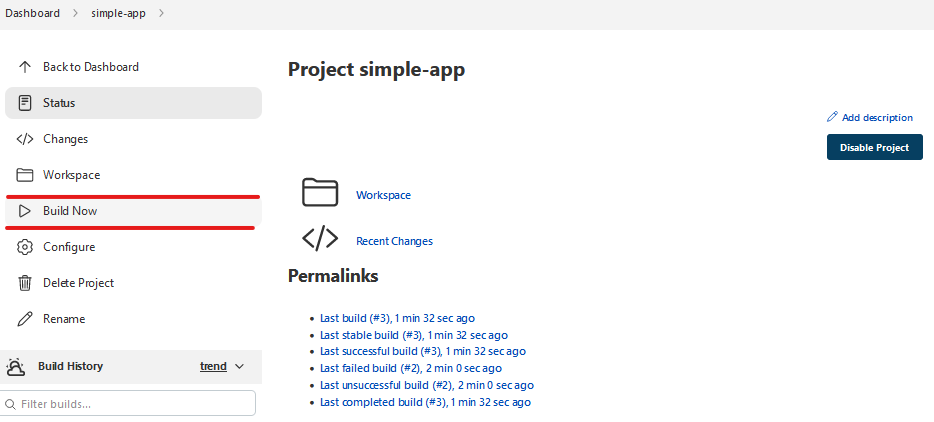 Dashboard > simple-app >
Back to Dashboard
Status
Changes
Workspace
Build Now
Configure
Delete Project
Rename
Build History trend
Filter builds...
Project simple-app
Add description
Disable Project
Workspace
Recent Changes
Permalinks
• Last build (#3), 1 min 32 sec ago
• Last stable build (#3), 1 min 32 sec ago
• Last successful build (#3), 1 min 32 sec ago
• Last failed build (#2), 2 min 0 sec ago
• Last unsuccessful build (#2), 2 min 0 sec ago
• Last completed build (#3), 1 min 32 sec ago